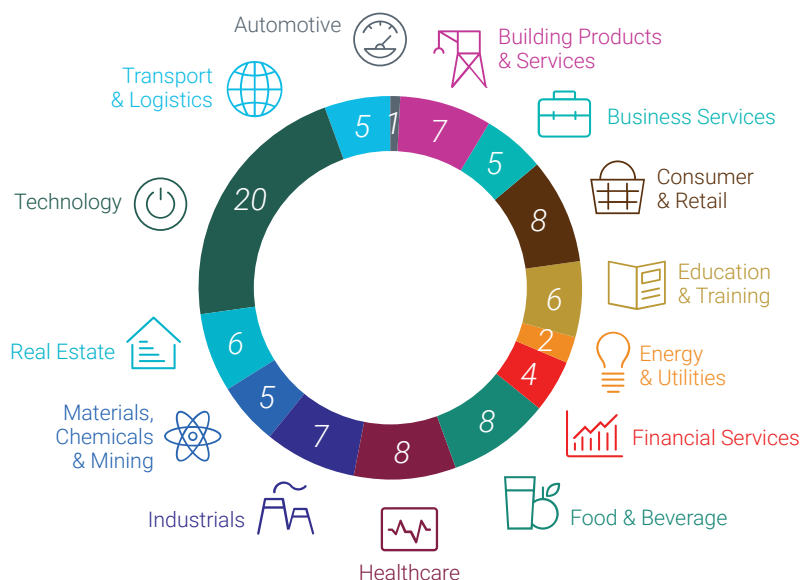 Automotive
1
Building Products
& Services
7
Business Services
5
Consumer
& Retail
8
Education
& Training
6
Energy
& Utilities
2
Financial Services
4
Food & Beverage
8
Healthcare
8
Industrials
7
Materials,
Chemicals
& Mining
5
Real Estate
6
Technology
20
Transport
& Logistics
5